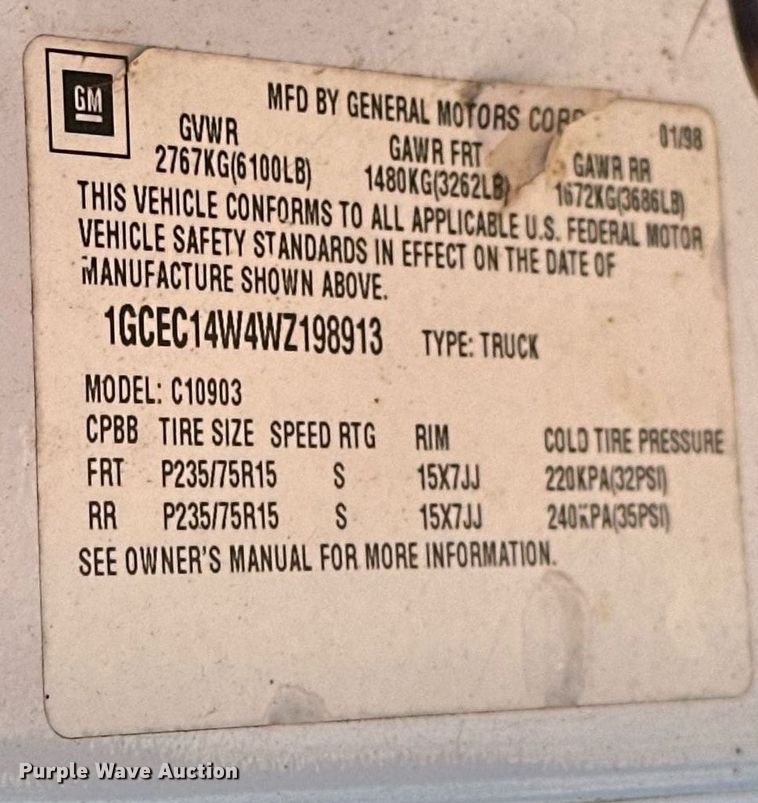 GM
MFD BY GENERAL MOTORS CORP
01/98
GVWR GAWR FRT GAWR RR
2767KG(6100LB) 1480KG(3262LB) 1672KG(3686LB)
THIS VEHICLE CONFORMS TO ALL APPLICABLE U.S. FEDERAL MOTOR
VEHICLE SAFETY STANDARDS IN EFFECT ON THE DATE OF
MANUFACTURE SHOWN ABOVE.
1GCEC14W4WZ198913 TYPE: TRUCK
MODEL: C10903
CPBB TIRE SIZE SPEED RTG RIM COLD TIRE PRESSURE
FRT P235/75R15 S 15X7JJ 220KPA(32PSI)
RR P235/75R15 S 15X7JJ 240KPA(35PSI)
SEE OWNER'S MANUAL FOR MORE INFORMATION.
Purple Wave Auction